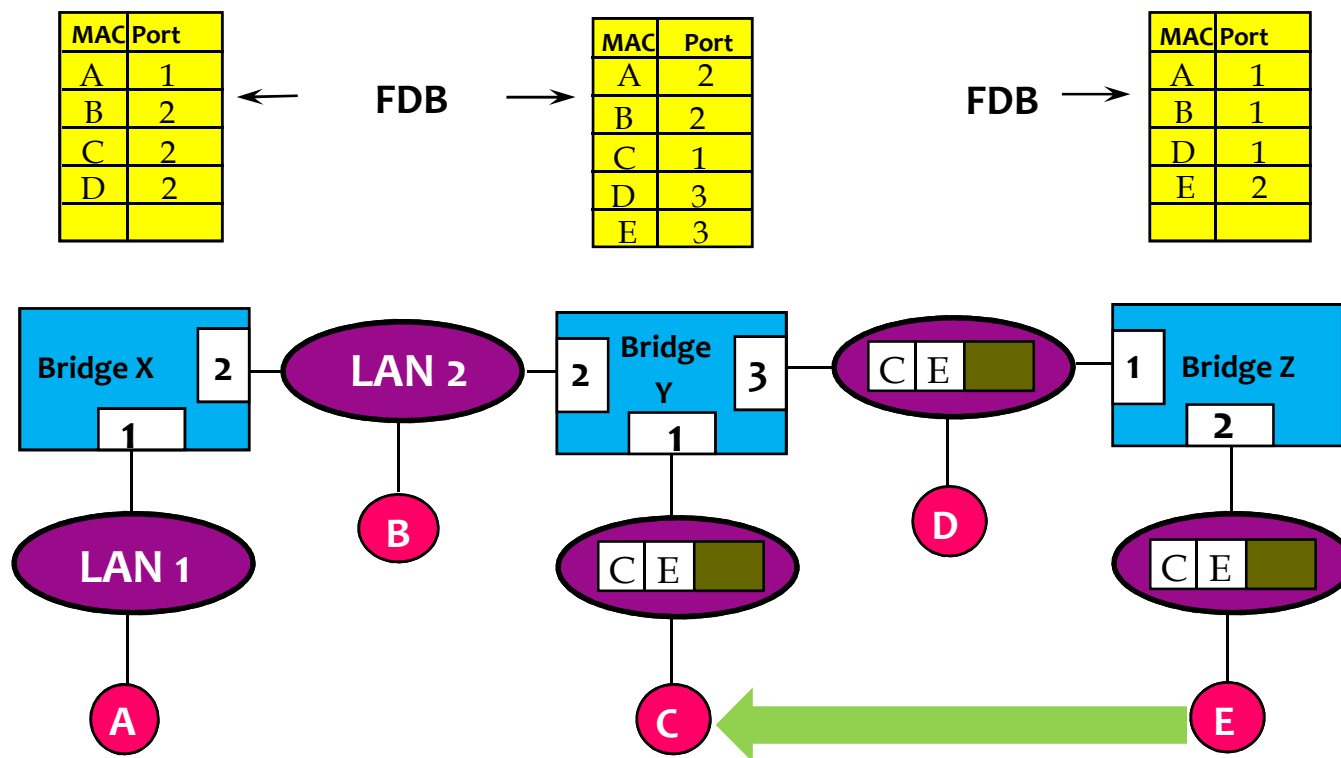 MAC Port
A 1
B 2
C 2
D 2
FDB
MAC Port
A 2
B 2
C 1
D 3
E 3
FDB
MAC Port
A 1
B 1
D 1
E 2
Bridge X
2
1
LAN 2
2
Bridge
Y
3
1
C E
1
Bridge Z
2
LAN 1
B
C E
D
C E
A
C
E